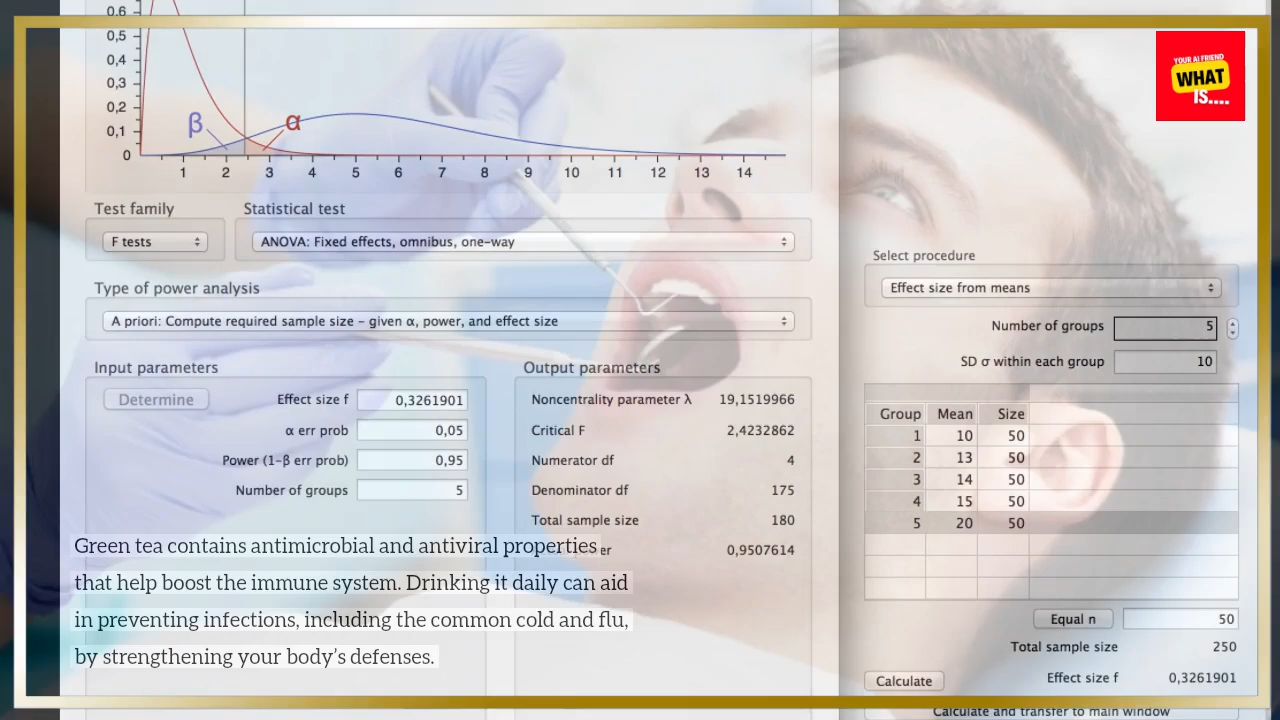 0.6
0,5
0,4
0,3
0,2
0,1
0
β
α
1 2 3 4 5 6 7 8 9 10 11 12 13 14
Test family
Statistical test
F tests
ANOVA: Fixed effects, omnibus, one-way
Type of power analysis
A priori: Compute required sample size – given α, power, and effect size
Input parameters
Determine
Effect size f 0,3261901
α err prob 0,05
Power (1-β err prob) 0,95
Number of groups 5
Output parameters
Noncentrality parameter λ 19,1519966
Critical F 2,4232862
Numerator df 4
Denominator df 175
Total sample size 180
er 0,9507614
Green tea contains antimicrobial and antiviral properties
that help boost the immune system. Drinking it daily can aid
in preventing infections, including the common cold and flu,
by strengthening your body’s defenses.
YOUR AI FRIEND
WHAT
IS....
Select procedure
Effect size from means
Number of groups 5
SD σ within each group 10
Group Mean Size
1 10 50
2 13 50
3 14 50
4 15 50
5 20 50
Equal n 50
Total sample size 250
Calculate
Effect size f 0,3261901
Calculate and transfer to main window